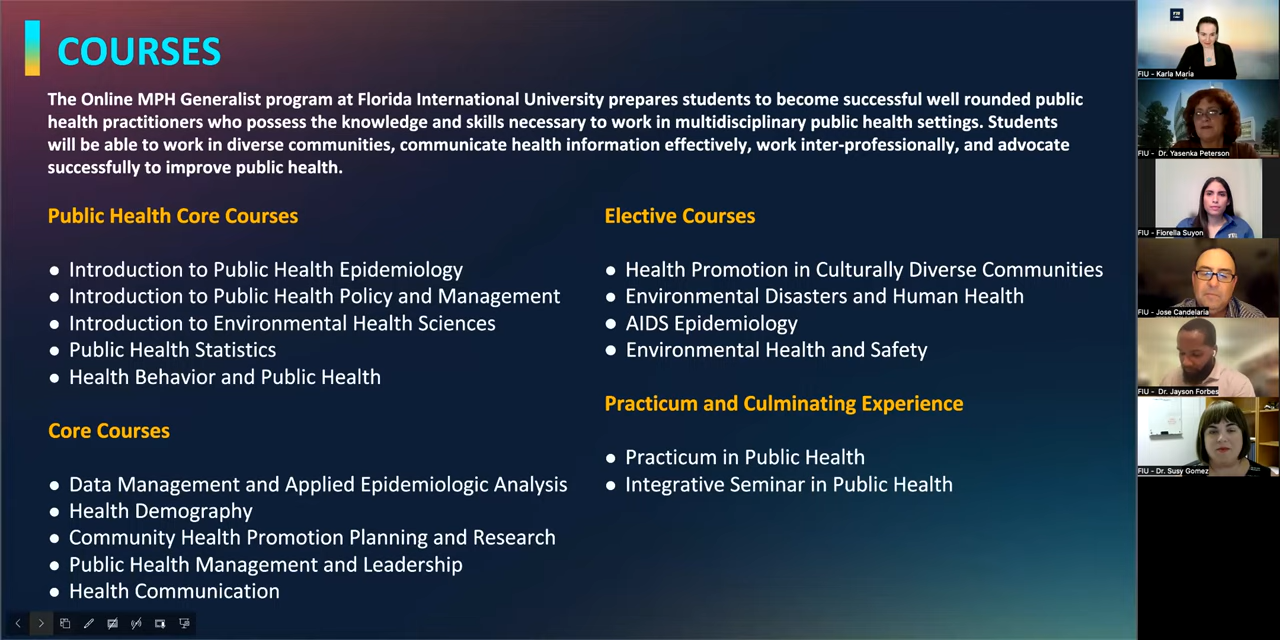 COURSES
The Online MPH Generalist program at Florida International University prepares students to become successful well rounded public
health practitioners who possess the knowledge and skills necessary to work in multidisciplinary public health settings. Students
will be able to work in diverse communities, communicate health information effectively, work inter-professionally, and advocate
successfully to improve public health.
Public Health Core Courses
● Introduction to Public Health Epidemiology
● Introduction to Public Health Policy and Management
● Introduction to Environmental Health Sciences
● Public Health Statistics
● Health Behavior and Public Health
Core Courses
● Data Management and Applied Epidemiologic Analysis
● Health Demography
● Community Health Promotion Planning and Research
● Public Health Management and Leadership
● Health Communication
Elective Courses
● Health Promotion in Culturally Diverse Communities
● Environmental Disasters and Human Health
● AIDS Epidemiology
● Environmental Health and Safety
Practicum and Culminating Experience
● Practicum in Public Health
● Integrative Seminar in Public Health
FIU
FIU - Karla Maria
FIU - Dr. Yasenka Peterson
FIU - Fiorella Suyon
FIU - Jose Candelaria
FIU - Dr. Jayson Forbes
FIU - Dr. Susy Gomez